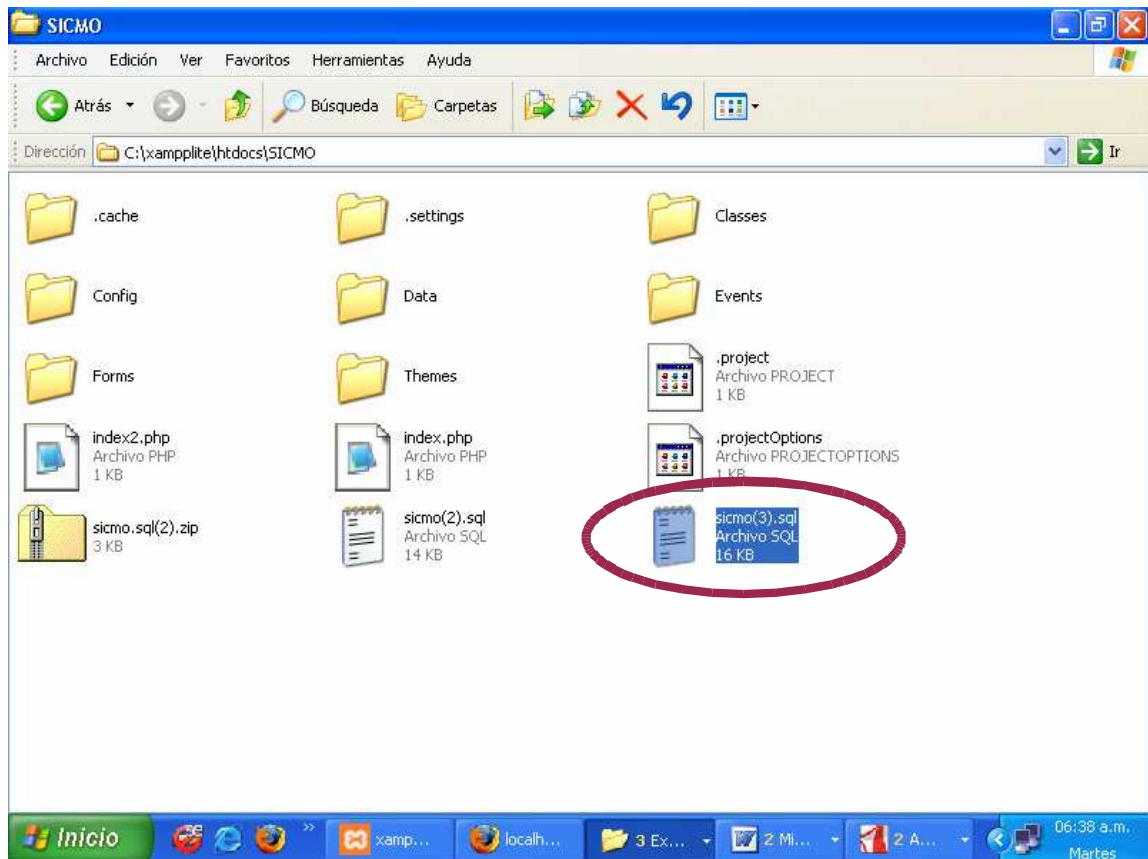 SICMO
Archivo Edición Ver Favoritos Herramientas Ayuda
Atrás Búsqueda Carpetas
Dirección C:\xampplite\htdocs\SICMO Ir
.cache .settings Classes
Config Data Events
Forms Themes
.project
Archivo PROJECT
1 KB
index2.php
Archivo PHP
1 KB
index.php
Archivo PHP
1 KB
.projectOptions
Archivo PROJECTOPTIONS
1 KB
sicmo.sql(2).zip
3 KB
sicmo(2).sql
Archivo SQL
14 KB
sicmo(3).sql
Archivo SQL
16 KB
Inicio » xamp... localh... 3 Ex... 2 Mi... 2 A... 06:38 a.m.
Martes